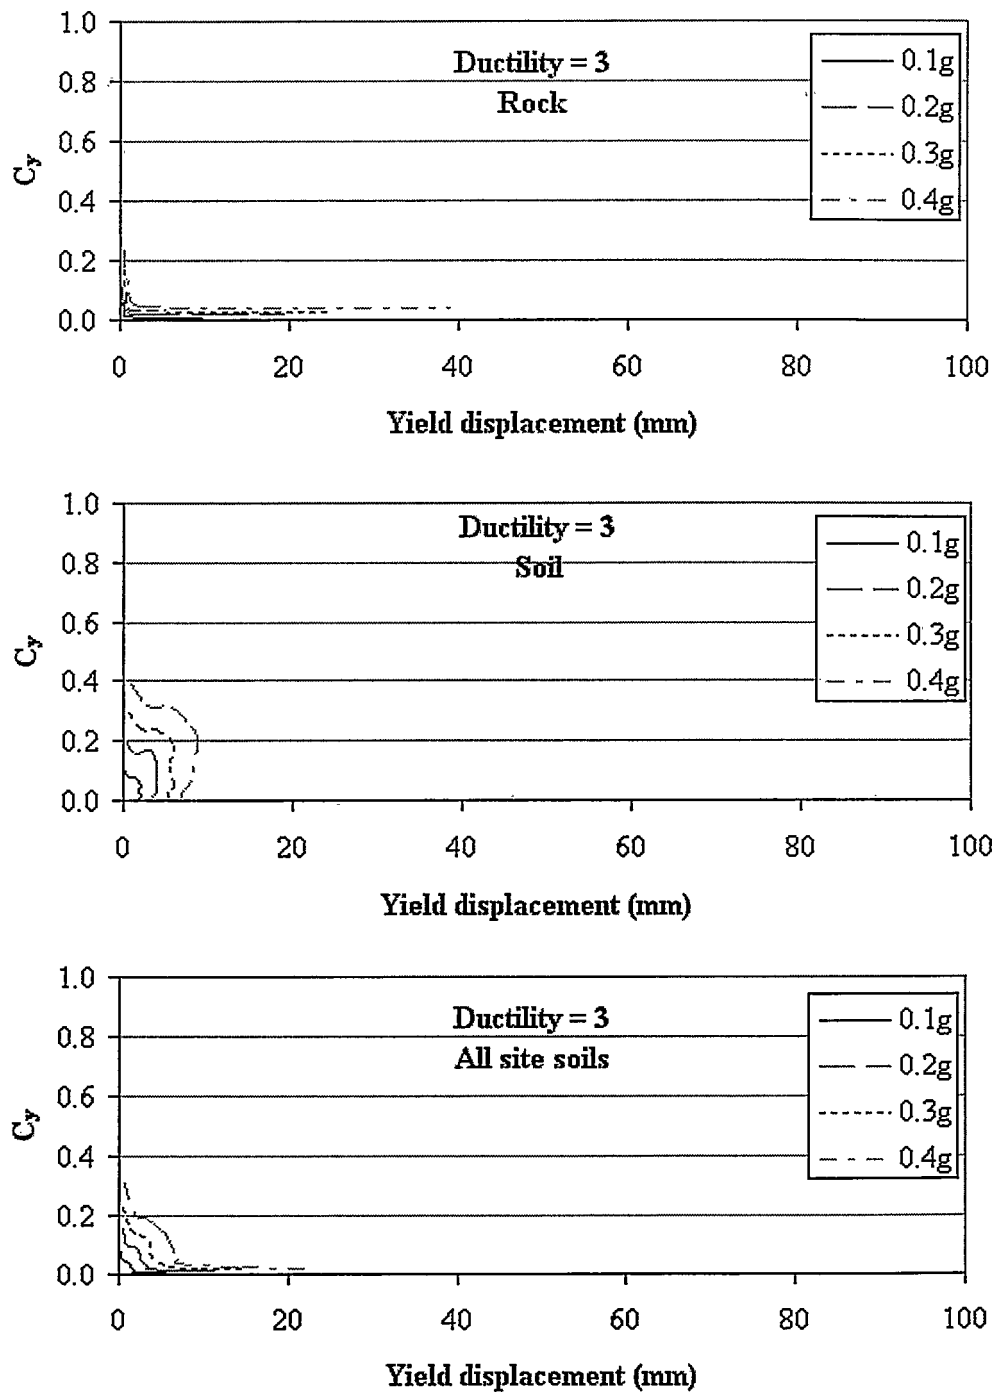 1.0
0.8
0.6
0.4
0.2
0.0
Cy
Ductility = 3
Rock
0.1g
0.2g
0.3g
0.4g
0 20 40 60 80 100
Yield displacement (mm)
1.0
0.8
0.6
0.4
0.2
0.0
Cy
Ductility = 3
Soil
0.1g
0.2g
0.3g
0.4g
0 20 40 60 80 100
Yield displacement (mm)
1.0
0.8
0.6
0.4
0.2
0.0
Cy
Ductility = 3
All site soils
0.1g
0.2g
0.3g
0.4g
0 20 40 60 80 100
Yield displacement (mm)